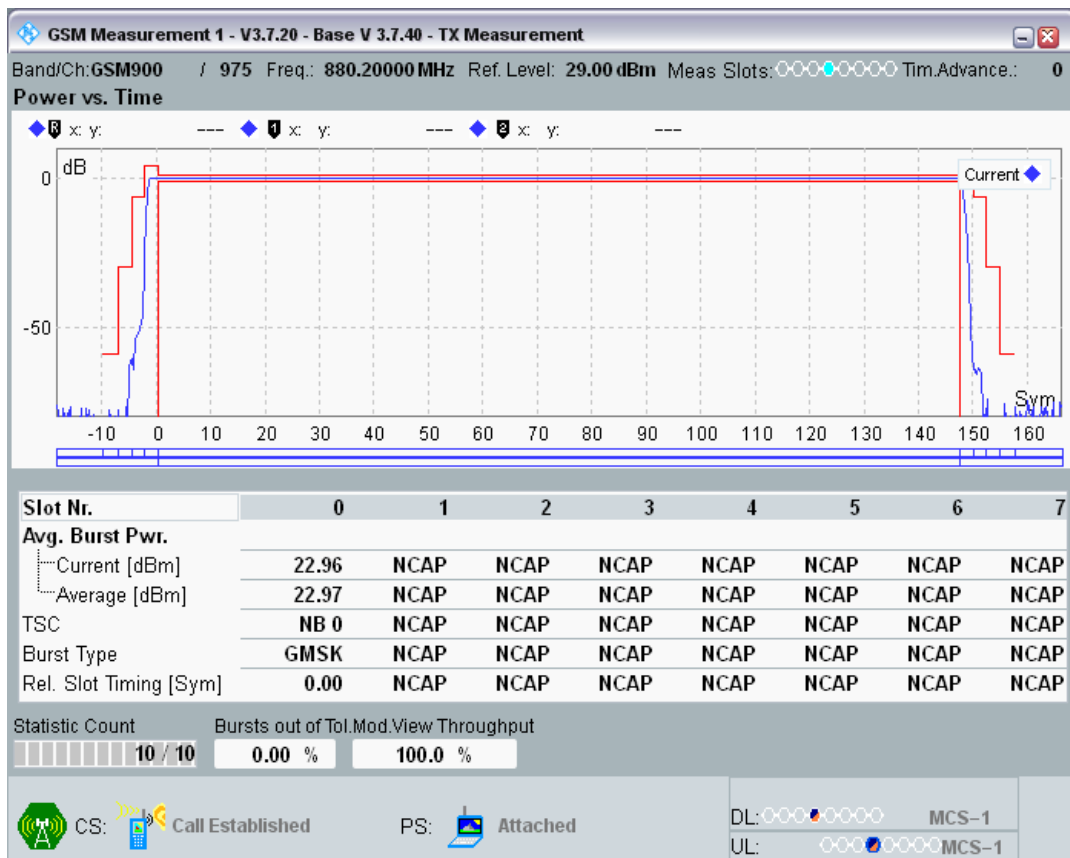 GSM Measurement 1 - V3.7.20 - Base V 3.7.40 - TX Measurement
Band/Ch:GSM900 / 975 Freq.: 880.20000 MHz Ref. Level: 29.00 dBm Meas Slots: Tim.Advance.: 0
Power vs. Time
R x: y: --- 1 x: y: --- 2 x: y: ---
dB
0
Current
-50
Sym
-10 0 10 20 30 40 50 60 70 80 90 100 110 120 130 140 150 160
Slot Nr. 0 1 2 3 4 5 6 7
Avg. Burst Pwr.
Current [dBm] 22.96 NCAP NCAP NCAP NCAP NCAP NCAP NCAP
Average [dBm] 22.97 NCAP NCAP NCAP NCAP NCAP NCAP NCAP
TSC NB 0 NCAP NCAP NCAP NCAP NCAP NCAP NCAP
Burst Type GMSK NCAP NCAP NCAP NCAP NCAP NCAP NCAP
Rel. Slot Timing [Sym] 0.00 NCAP NCAP NCAP NCAP NCAP NCAP NCAP
Statistic Count Bursts out of Tol. Mod.View Throughput
10 / 10 0.00 % 100.0 %
CS: Call Established PS: Attached
DL: MCS-1
UL: MCS-1